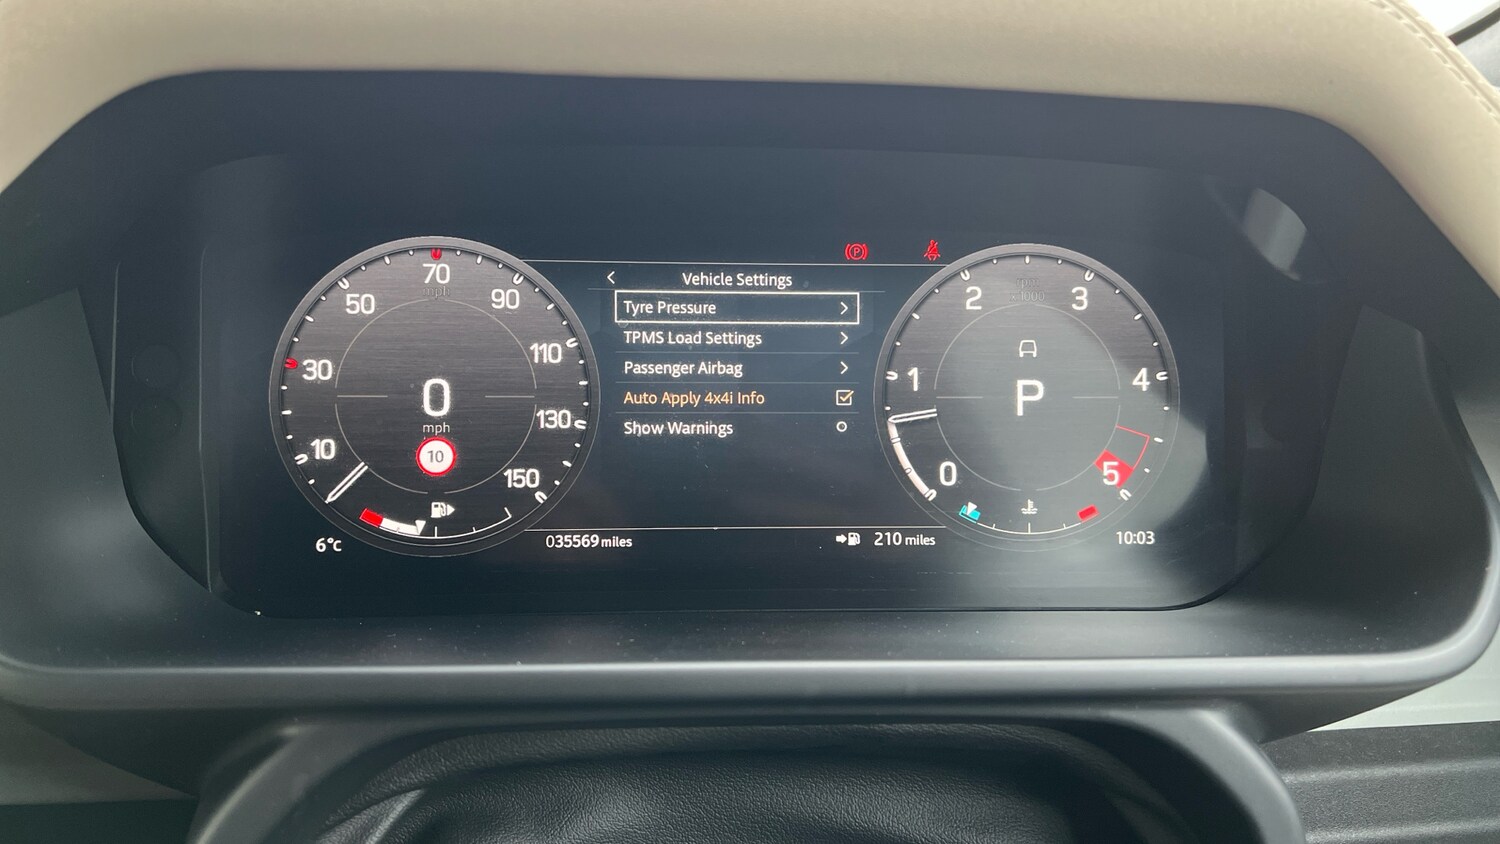 Vehicle Settings
Tyre Pressure
TPMS Load Settings
Passenger Airbag
Auto Apply 4x4i Info
Show Warnings
10
30
50
70
mph
90
110
130
150
0
mph
10
0
1
2
3
4
5
rpm
x1000
P
P
6°C
035569 miles
210 miles
10:03